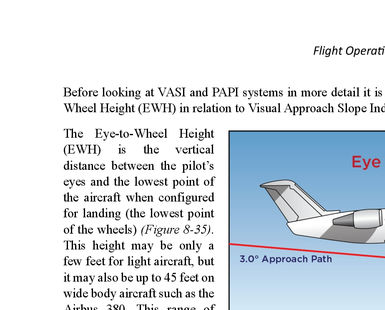 Flight Operati
Before looking at VASI and PAPI systems in more detail it is
Wheel Height (EWH) in relation to Visual Approach Slope Ind
The Eye-to-Wheel Height
(EWH) is the vertical
distance between the pilot's
eyes and the lowest point of
the aircraft when configured
for landing (the lowest point
of the wheels) (Figure 8-35).
This height may be only a
few feet for light aircraft, but
it may also be up to 45 feet on
wide body aircraft such as the
Airbus 380. This range of
Eye
3.0° Approach Path